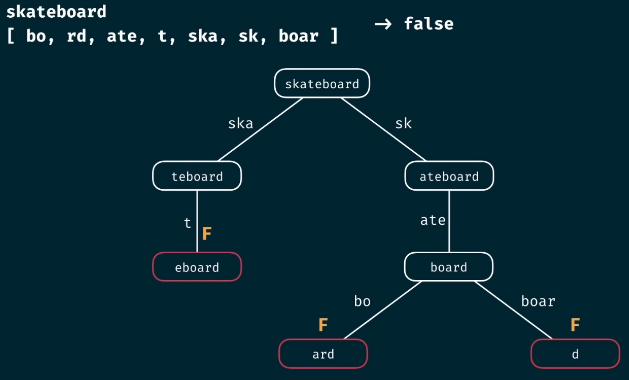 skateboard
[ bo, rd, ate, t, ska, sk, boar ] → false
skateboard
ska sk
teboard ateboard
t F ate
eboard board
bo boar
F F
ard d